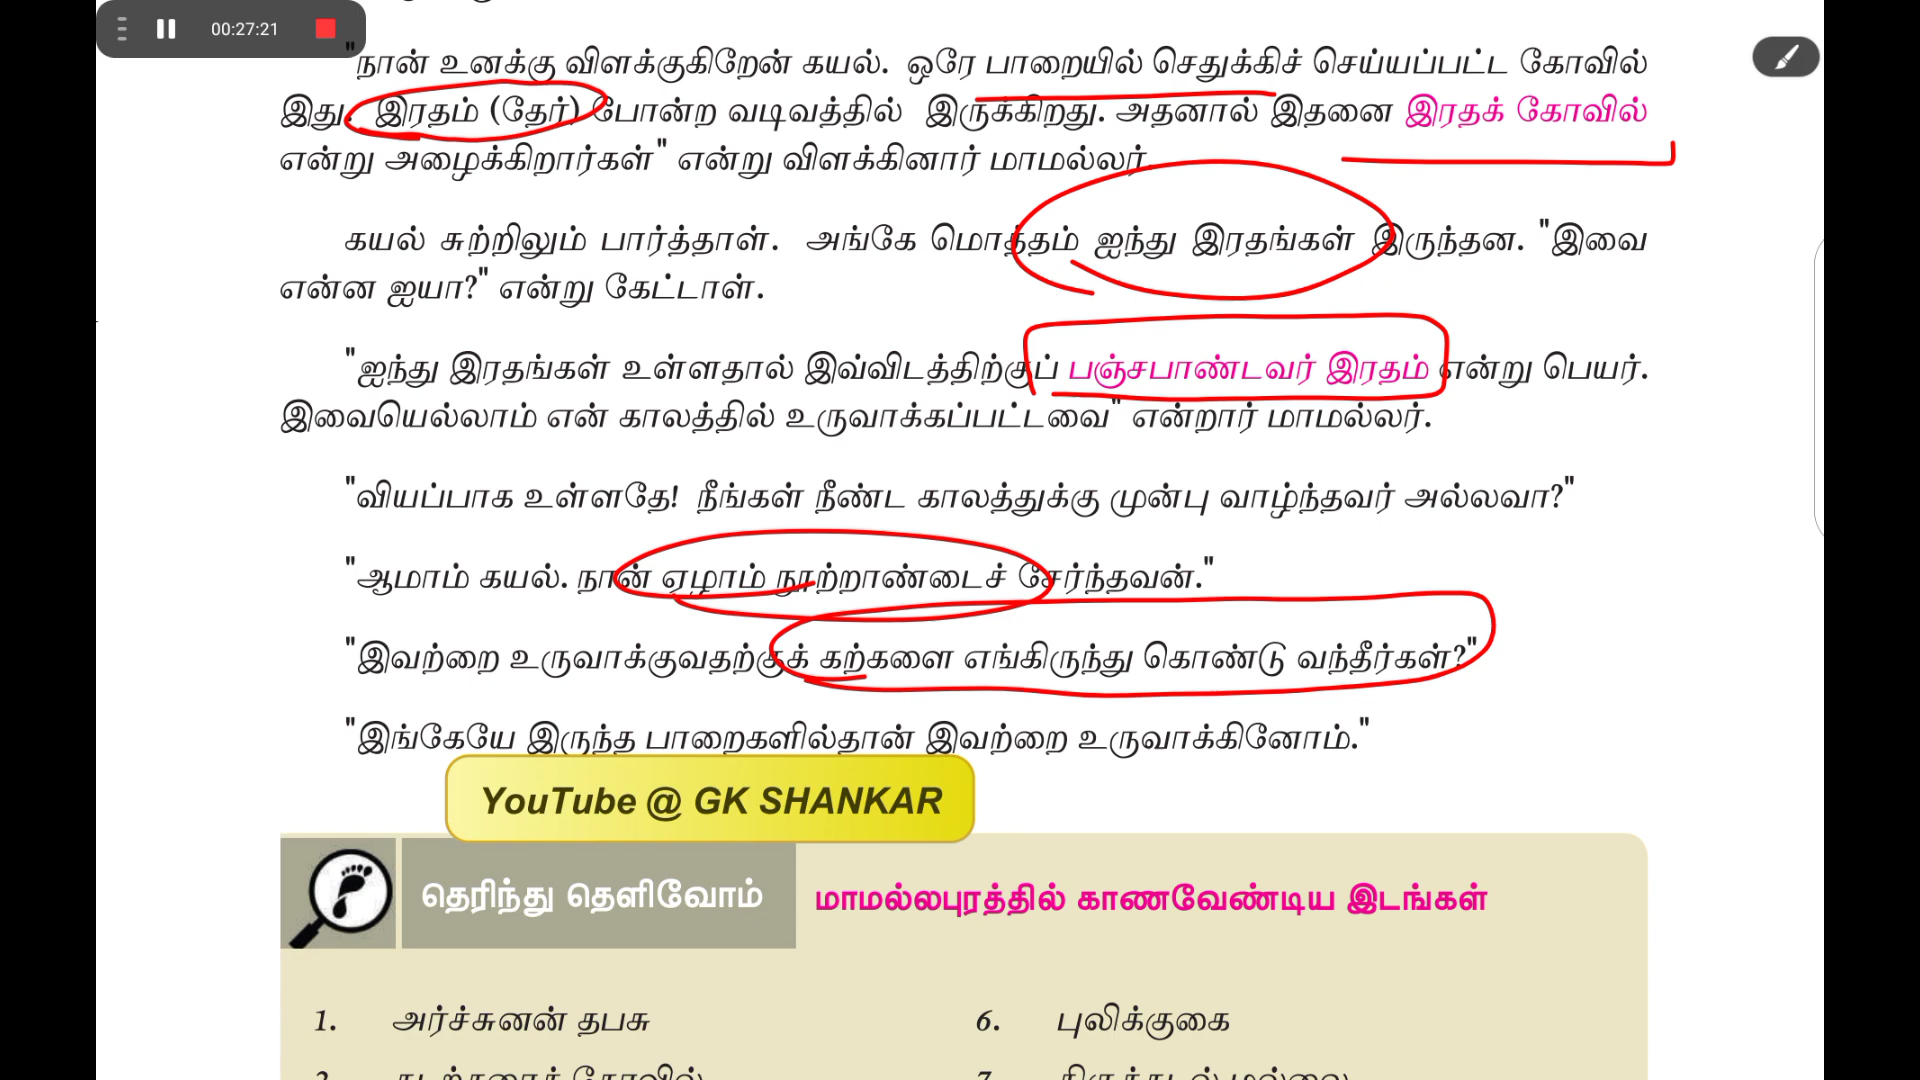 00:27:21
"நான் உனக்கு விளக்குகிறேன் கயல். ஒரே பாறையில் செதுக்கிச் செய்யப்பட்ட கோவில்
இது. இரதம் (தேர்) போன்ற வடிவத்தில் இருக்கிறது. அதனால் இதனை இரதக் கோவில்
என்று அழைக்கிறார்கள்" என்று விளக்கினார் மாமல்லர்.
கயல் சுற்றிலும் பார்த்தாள். அங்கே மொத்தம் ஐந்து இரதங்கள் இருந்தன. "இவை
என்ன ஐயா?" என்று கேட்டாள்.
"ஐந்து இரதங்கள் உள்ளதால் இவ்விடத்திற்குப் பஞ்சபாண்டவர் இரதம் என்று பெயர்.
இவையெல்லாம் என் காலத்தில் உருவாக்கப்பட்டவை" என்றார் மாமல்லர்.
"வியப்பாக உள்ளதே! நீங்கள் நீண்ட காலத்துக்கு முன்பு வாழ்ந்தவர் அல்லவா?"
"ஆமாம் கயல். நான் ஏழாம் நூற்றாண்டைச் சேர்ந்தவன்."
"இவற்றை உருவாக்குவதற்குக் கற்களை எங்கிருந்து கொண்டு வந்தீர்கள்?"
"இங்கேயே இருந்த பாறைகளில்தான் இவற்றை உருவாக்கினோம்."
YouTube @ GK SHANKAR
தெரிந்து தெளிவோம் மாமல்லபுரத்தில் காணவேண்டிய இடங்கள்
1. அர்ச்சுனன் தபசு 6. புலிக்குகை